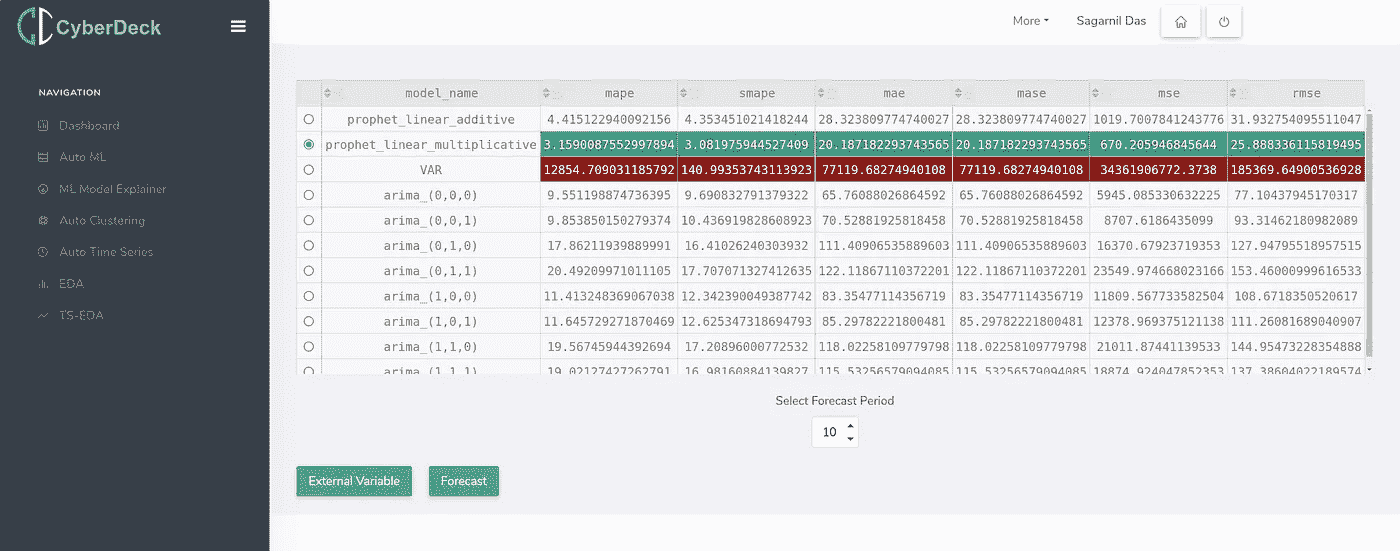 CyberDeck
More
Sagarnil Das
NAVIGATION
Dashboard
Auto ML
ML Model Explainer
Auto Clustering
Auto Time Series
EDA
TS-EDA
model_name mape smape mae mase mse rmse
prophet_linear_additive 4.415122940092156 4.353451021418244 28.323809774740027 28.323809774740027 1019.7007841243776 31.932754095511047
prophet_linear_multiplicative 3.1590087552997894 3.081975944527409 20.187182293743565 20.187182293743565 670.205946845644 25.888336115819495
VAR 12854.709031185792 140.99353743113923 77119.68274940108 77119.68274940108 34361906772.3738 185369.64900536928
arima_(0,0,0) 9.551198874736395 9.690832791379322 65.76088026864592 65.76088026864592 5945.085330632225 77.10437945170317
arima_(0,0,1) 9.853850150279374 10.436919828608923 70.52881925818458 70.52881925818458 8707.6186435099 93.31462180982089
arima_(0,1,0) 17.86211939889991 16.41026240303932 111.40906535889603 111.40906535889603 16370.67923719353 127.94795518957515
arima_(0,1,1) 20.49209971011105 17.707071327412635 122.11867110372201 122.11867110372201 23549.974668023166 153.46000999616533
arima_(1,0,0) 11.413248369067038 12.342390049387742 83.35477114356719 83.35477114356719 11809.567733582504 108.6718350520617
arima_(1,0,1) 11.645729271870469 12.625347318694793 85.29782221800481 85.29782221800481 12378.969375121138 111.26081689040907
arima_(1,1,0) 19.56745944392694 17.20896000772532 118.02258109779798 118.02258109779798 21011.87441139533 144.95473228354888
arima_(1,1,1) 19.02127427262791 16.98160884139827 115.53256579094085 115.53256579094085 18874.924047852353 137.38604022189574
Select Forecast Period
10
External Variable
Forecast